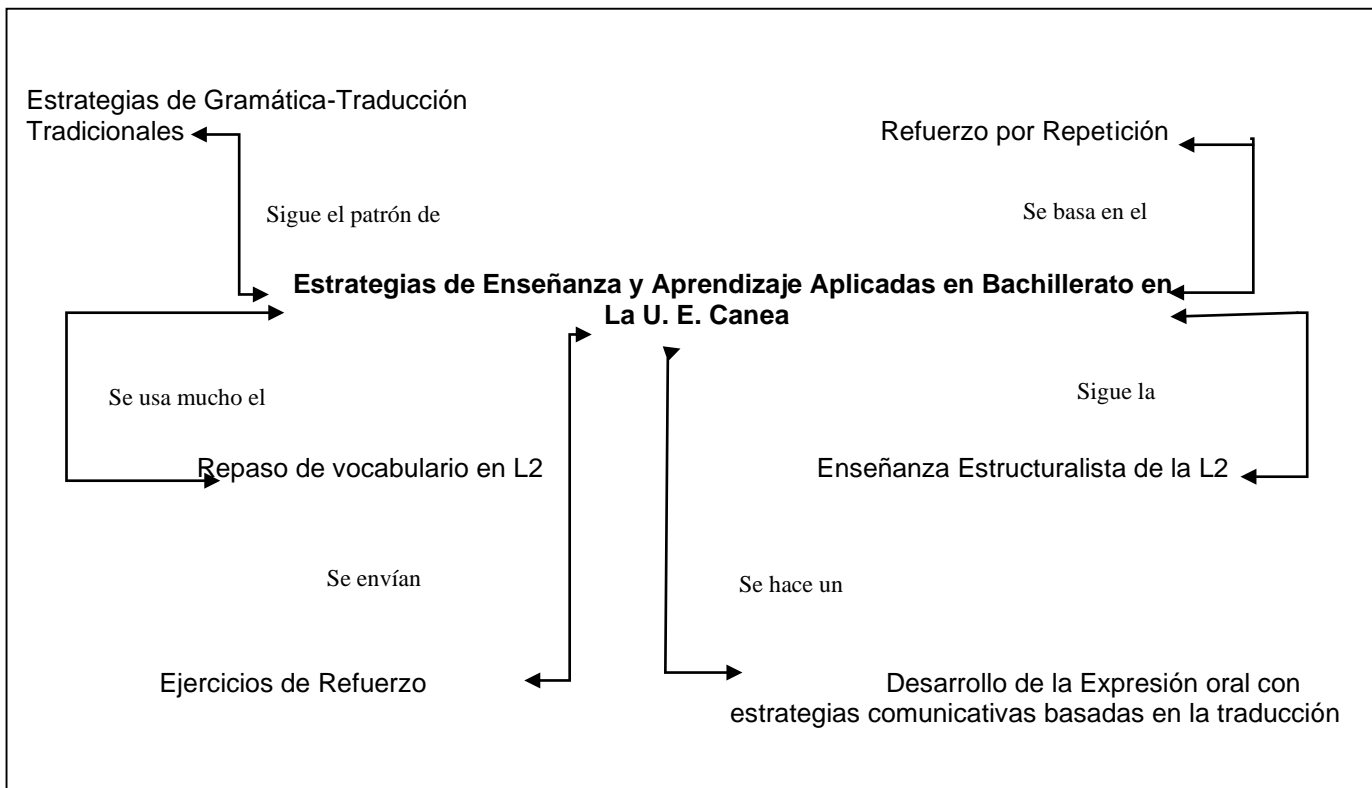 Estrategias de Gramática-Traducción
Tradicionales
Refuerzo por Repetición
Sigue el patrón de
Se basa en el
Estrategias de Enseñanza y Aprendizaje Aplicadas en Bachillerato en
La U. E. Canea
Se usa mucho el
Sigue la
Repaso de vocabulario en L2
Enseñanza Estructuralista de la L2
Se envían
Se hace un
Ejercicios de Refuerzo
Desarrollo de la Expresión oral con
estrategias comunicativas basadas en la traducción